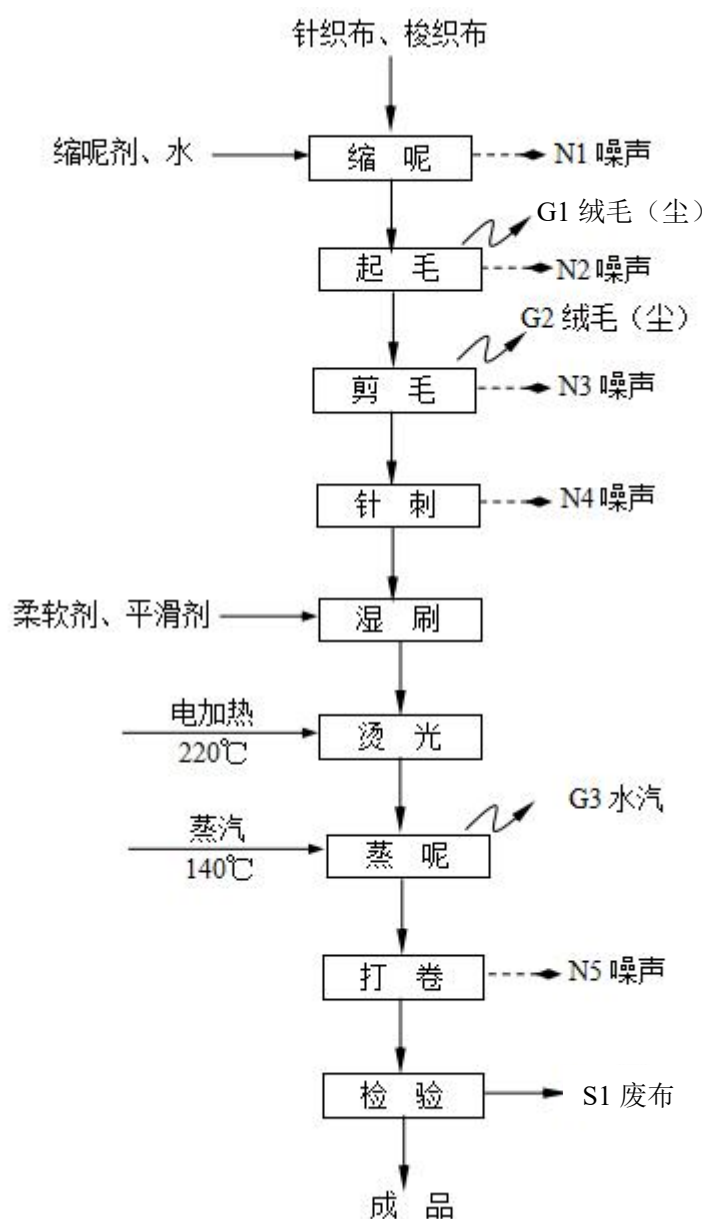 针织布、梭织布
缩呢剂、水
缩 呢
N1 噪声
G1 绒毛（尘）
起 毛
N2 噪声
G2 绒毛（尘）
剪 毛
N3 噪声
针 刺
N4 噪声
柔软剂、平滑剂
湿 刷
电加热
220℃
烫 光
G3 水汽
蒸汽
140℃
蒸 呢
打 卷
N5 噪声
检 验
S1 废布
成 品